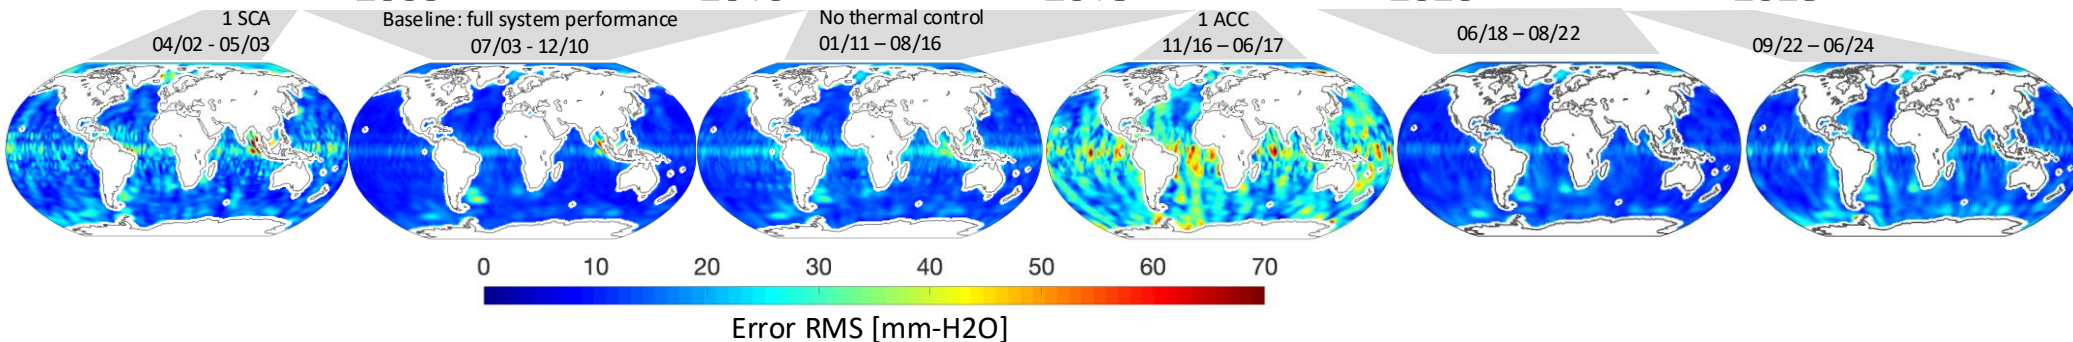 1 SCA
04/02 - 05/03
Baseline: full system performance
07/03 - 12/10
No thermal control
01/11 – 08/16
1 ACC
11/16 – 06/17
06/18 – 08/22
09/22 – 06/24
0 10 20 30 40 50 60 70
Error RMS [mm-H2O]